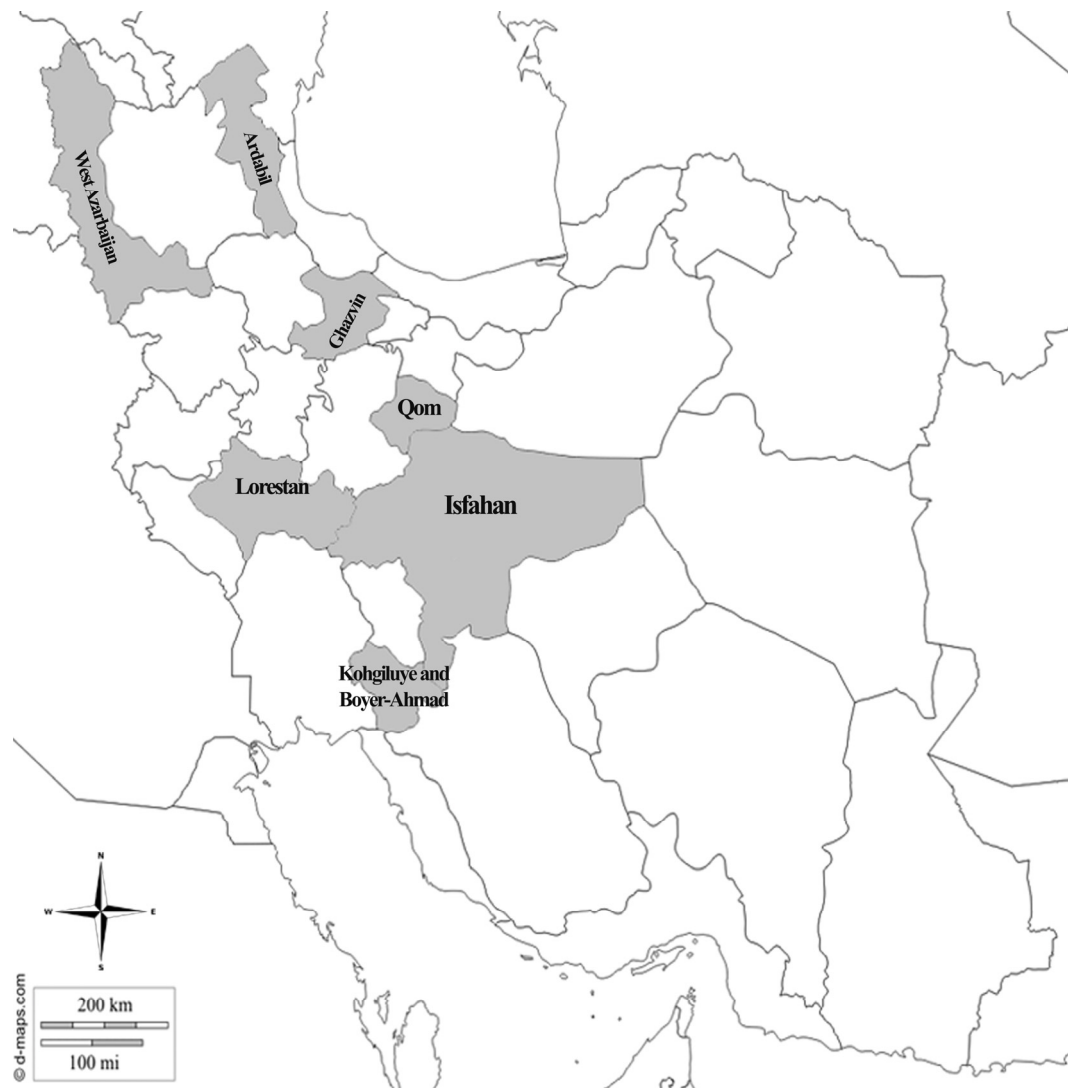 West Azarbaijan
Ardabil
Ghazvin
Qom
Lorestan
Isfahan
Kohgiluye and
Boyer-Ahmad
N
W
E
S
200 km
100 mi
© d-maps.com